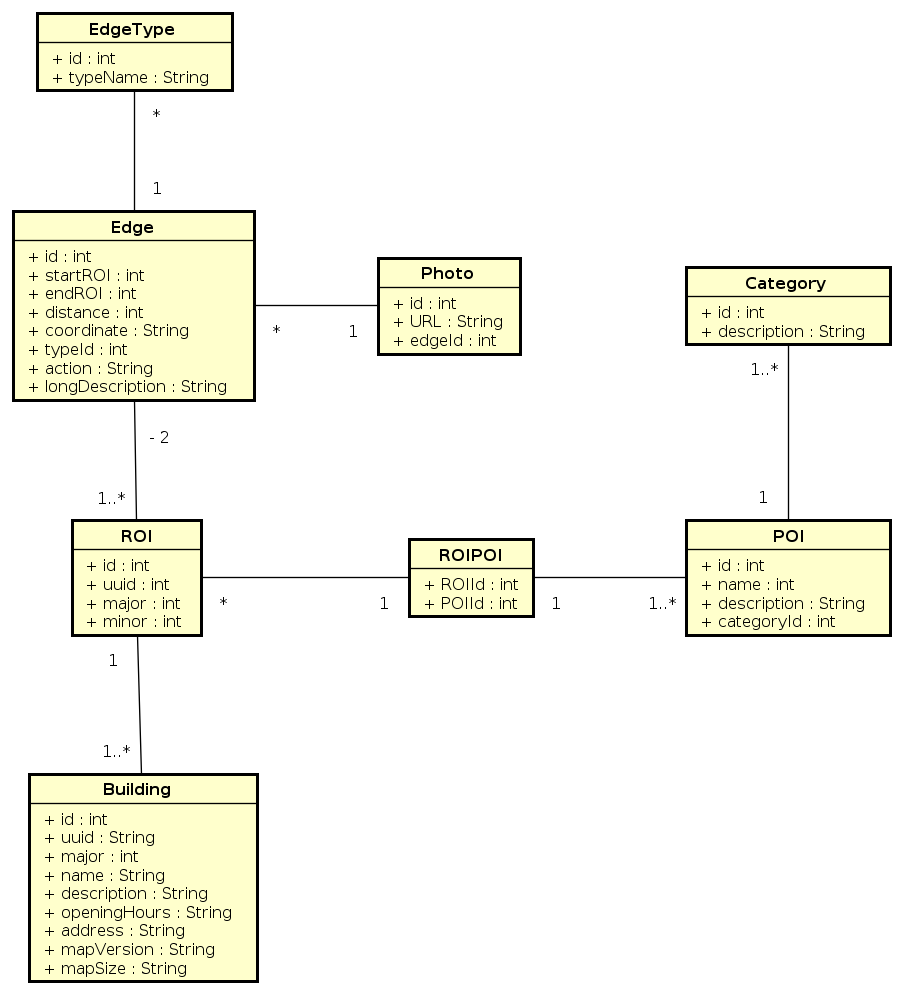 EdgeType
+ id : int
+ typeName : String
*
1
Edge
+ id : int
+ startROI : int
+ endROI : int
+ distance : int
+ coordinate : String
+ typeId : int
+ action : String
+ longDescription : String
*
1
Photo
+ id : int
+ URL : String
+ edgeId : int
Category
+ id : int
+ description : String
1..*
1
- 2
1..*
ROI
+ id : int
+ uuid : int
+ major : int
+ minor : int
*
1
ROIPOI
+ ROIId : int
+ POIId : int
1
1..*
POI
+ id : int
+ name : int
+ description : String
+ categoryId : int
1
1..*
Building
+ id : int
+ uuid : String
+ major : int
+ name : String
+ description : String
+ openingHours : String
+ address : String
+ mapVersion : String
+ mapSize : String